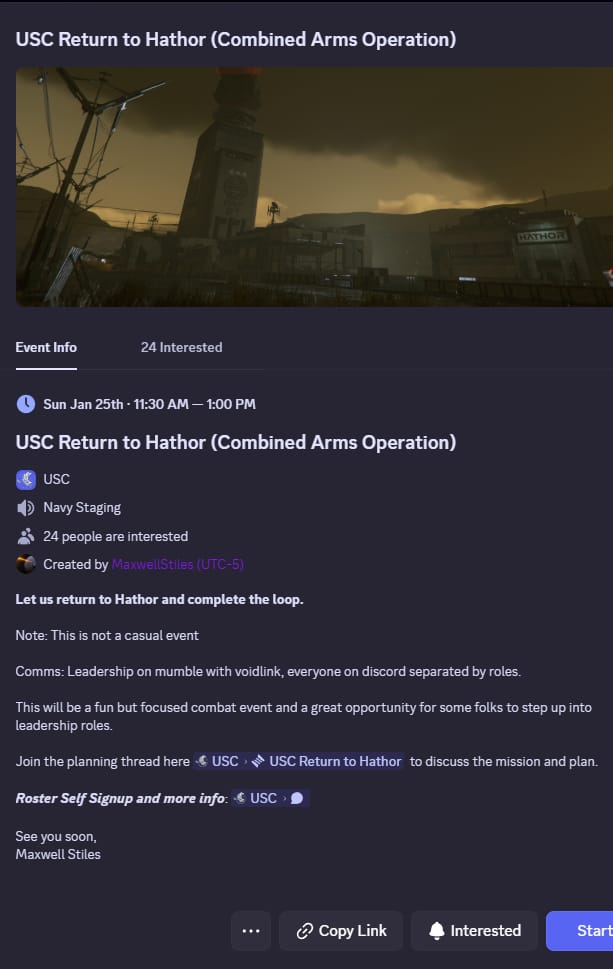 USC Return to Hathor (Combined Arms Operation)
HATHOR
Event Info
24 Interested
Sun Jan 25th · 11:30 AM — 1:00 PM
USC Return to Hathor (Combined Arms Operation)
USC
Navy Staging
24 people are interested
Created by MaxwellStiles (UTC-5)
Let us return to Hathor and complete the loop.
Note: This is not a casual event
Comms: Leadership on mumble with voidlink, everyone on discord separated by roles.
This will be a fun but focused combat event and a great opportunity for some folks to step up into
leadership roles.
Join the planning thread here USC › USC Return to Hathor to discuss the mission and plan.
Roster Self Signup and more info: USC ›
See you soon,
Maxwell Stiles
... Copy Link Interested Start